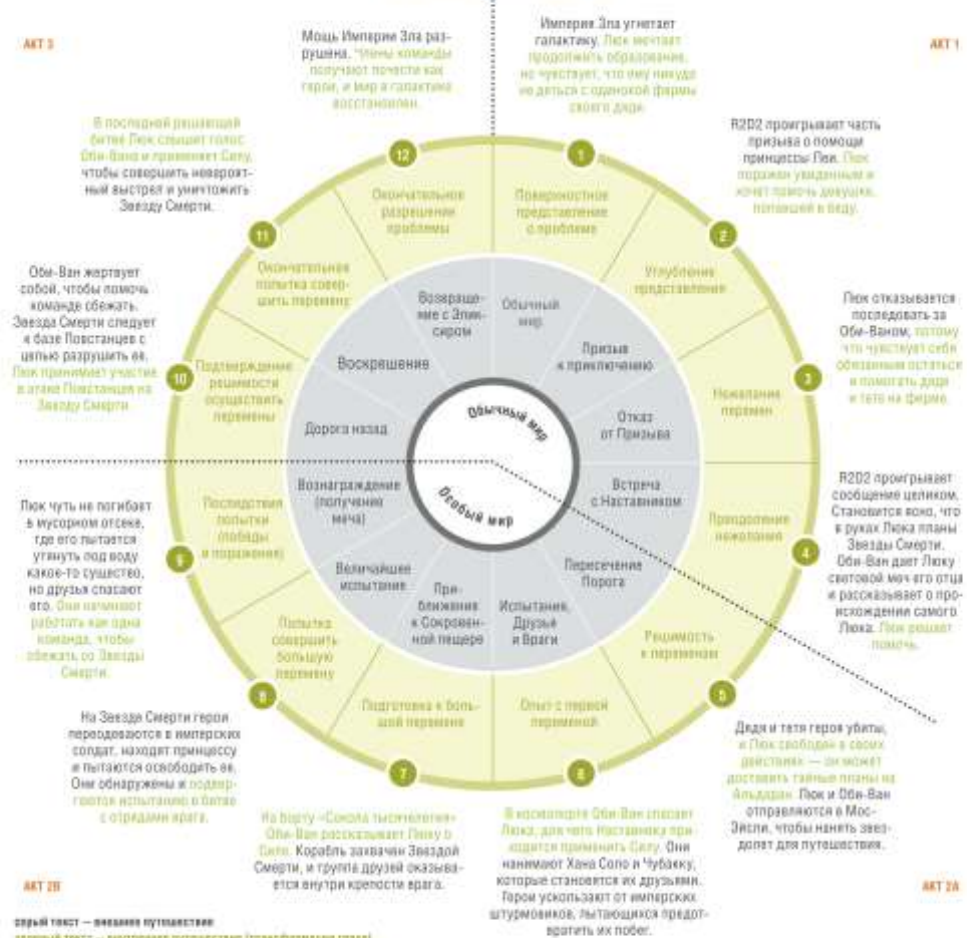 АКТ 3
АКТ 1
Империя Зла угнетает
галактику. Люк мечтает
продолжить образование,
но чувствует, что ему никуда
не деться с одинокой фермы
своего дяди.
R2D2 проигрывает часть
призыва о помощи
принцессы Леи. Люк
поражен увиденным и
хочет помочь девушке,
попавшей в беду.
Люк отказывается
последовать за
Оби-Ваном, потому
что чувствует себя
обязанным остаться
и помогать дяде
и тете на ферме.
R2D2 проигрывает
сообщение целиком.
Становится ясно, что
в руках Люка планы
Звезды Смерти.
Оби-Ван дает Люку
световой меч его отца
и рассказывает о про-
исхождении самого
Люка. Люк решает
помочь.
Дядя и тетя героя убиты,
и Люк свободен в своих
действиях — он может
доставить тайные планы на
Альдараан. Люк и Оби-Ван
отправляются в Мос-
Эйсли, чтобы нанять звез-
долет для путешествия.
В космопорте Оби-Ван спасает
Люка, для чего Наставнику при-
ходится применить Силу. Они
нанимают Хана Соло и Чубакку,
которые становятся их друзьями.
Герои ускользают от имперских
штурмовиков, пытающихся предот-
вратить их побег.
На борту «Сокола тысячелетия»
Оби-Ван рассказывает Люку о
Силе. Корабль захвачен Звездой
Смерти, и группа друзей оказыва-
ется внутри крепости врага.
На Звезде Смерти герои
переодеваются в имперских
солдат, находят принцессу
и пытаются освободить ее.
Они обнаружены и подвер-
гаются испытанию в битве
с отрядами врага.
Люк чуть не погибает
в мусорном отсеке,
где его пытается
утянуть под воду
какое-то существо,
но друзья спасают
его. Они начинают
работать как одна
команда, чтобы
сбежать со Звезды
Смерти.
Оби-Ван жертвует
собой, чтобы помочь
команде сбежать.
Звезда Смерти следует
к базе Повстанцев с
целью разрушить ее.
Люк принимает участие
в атаке Повстанцев на
Звезду Смерти.
В последней решающей
битве Люк слышит голос
Оби-Вана и применяет Силу,
чтобы совершить невероят-
ный выстрел и уничтожить
Звезду Смерти.
Мощь Империи Зла раз-
рушена. Члены команды
получают почести как
герои, и мир в галактике
восстановлен.
1
Поверхностное
представление
о проблеме
2
Углубление
представления
3
Нежелание
перемен
4
Преодоление
нежелания
5
Решимость
к переменам
6
Опыт с первой
переменой
7
Подготовка к боль-
шой перемене
8
Попытка
совершить
большую
перемену
9
Последствия
попытки
(победы
и поражения)
10
Подтверждение
решимости
осуществить
перемены
11
Окончательная
попытка совер-
шить перемену
12
Окончательное
разрешение
проблемы
Обычный
мир
Призыв
к приключению
Отказ
от Призыва
Встреча
с Наставником
Пересечение
Порога
Испытания,
Друзья
и Враги
При-
ближение
к Сокровен-
ной пещере
Величайшее
испытание
Вознаграждение
(получение
меча)
Дорога назад
Воскрешение
Возвраще-
ние с Элик-
сиром
Обычный мир
Особый мир
АКТ 2B
АКТ 2A
серый текст — внешнее путешествие